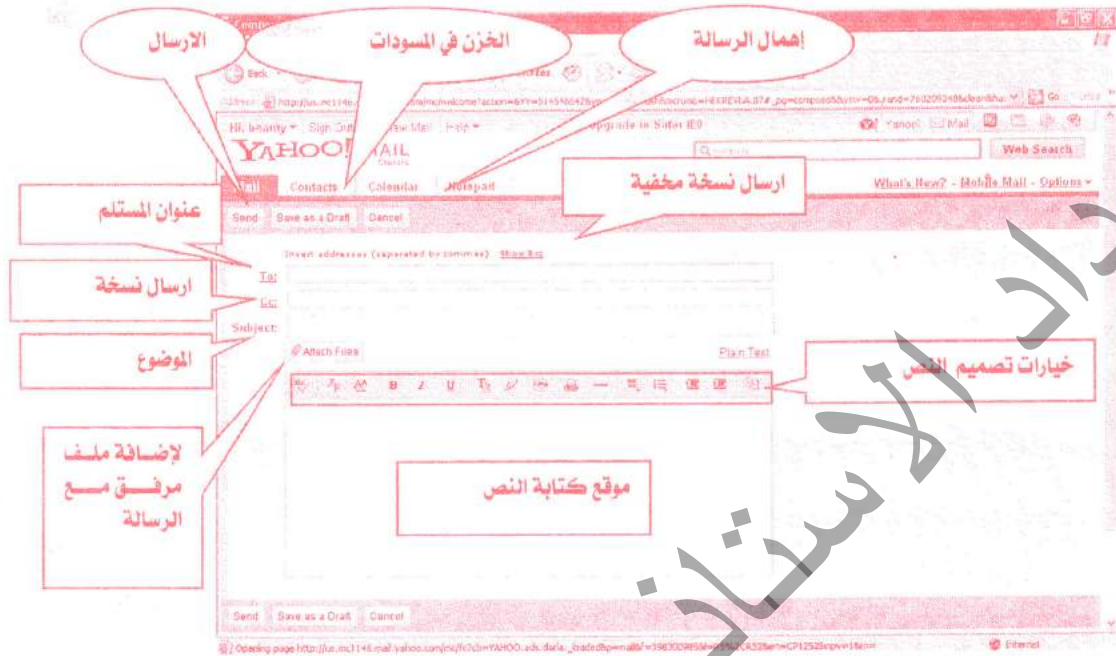 الارسال
الخزن في المسودات
إهمال الرسالة
Back
Go
Hi,
Sign Out
Mail Help
Upgrade to Safer IE8
Yahoo! Mail
YAHOO! MAIL
Classic
Web Search
Contacts Calendar Notepad
What's New? - Mobile Mail - Options
ارسال نسخة مخفية
عنوان المستلم
Send Save as a Draft Cancel
Insert addresses (separated by commas) Show Bcc
To:
ارسال نسخة
Cc:
Subject:
الموضوع
Attach Files
Plain Text
خيارات تصميم النص
B I U
لإضافة ملف
مرفق مع
الرسالة
موقع كتابة النص
Send Save as a Draft Cancel
Internet
الاستاذ